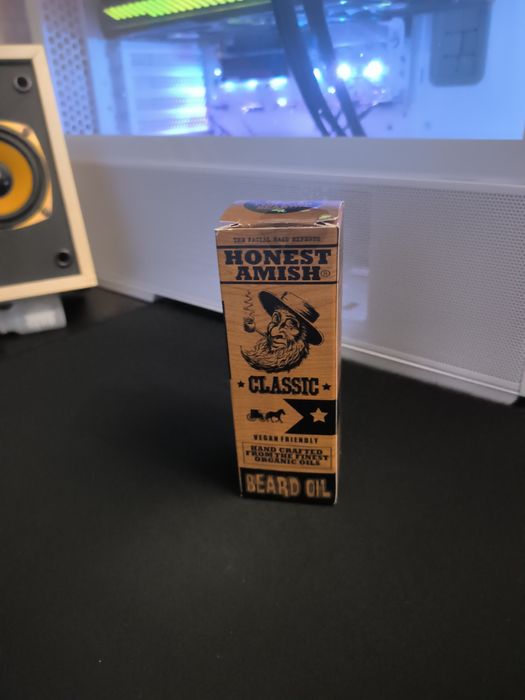 THE FACIAL HAIR EXPERTS
HONEST
AMISH®
CLASSIC
VEGAN FRIENDLY
HAND CRAFTED
FROM THE FINEST
ORGANIC OILS
BEARD OIL